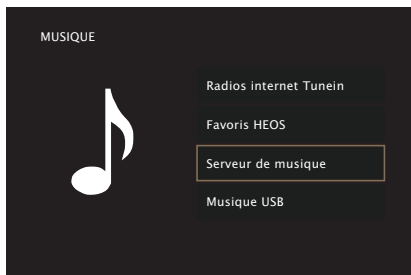 MUSIQUE
Radios internet Tunein
Favoris HEOS
Serveur de musique
Musique USB